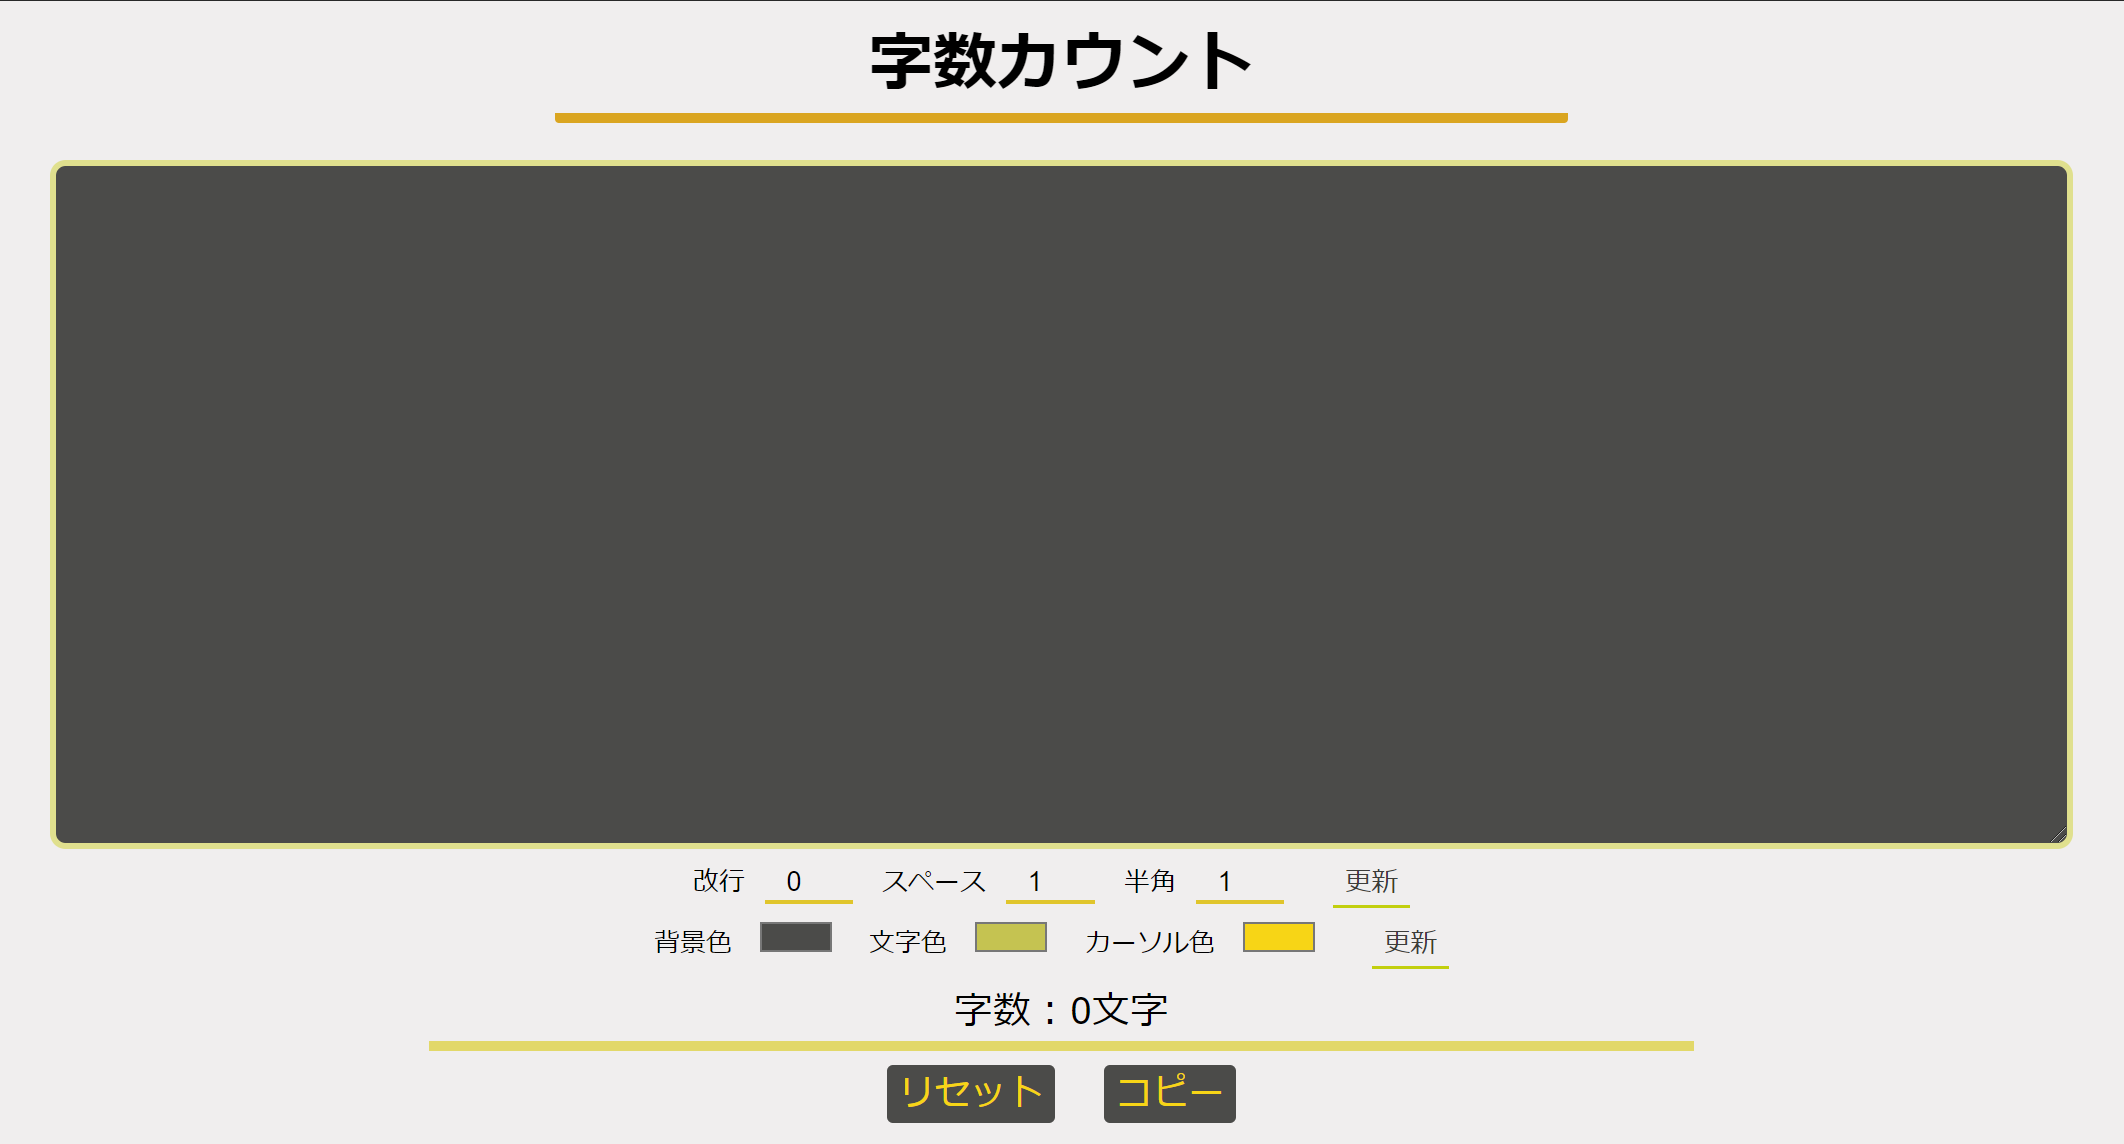 字数カウント
改行 0 スペース 1 半角 1 更新
背景色 文字色 カーソル色 更新
字数：0文字
リセット コピー